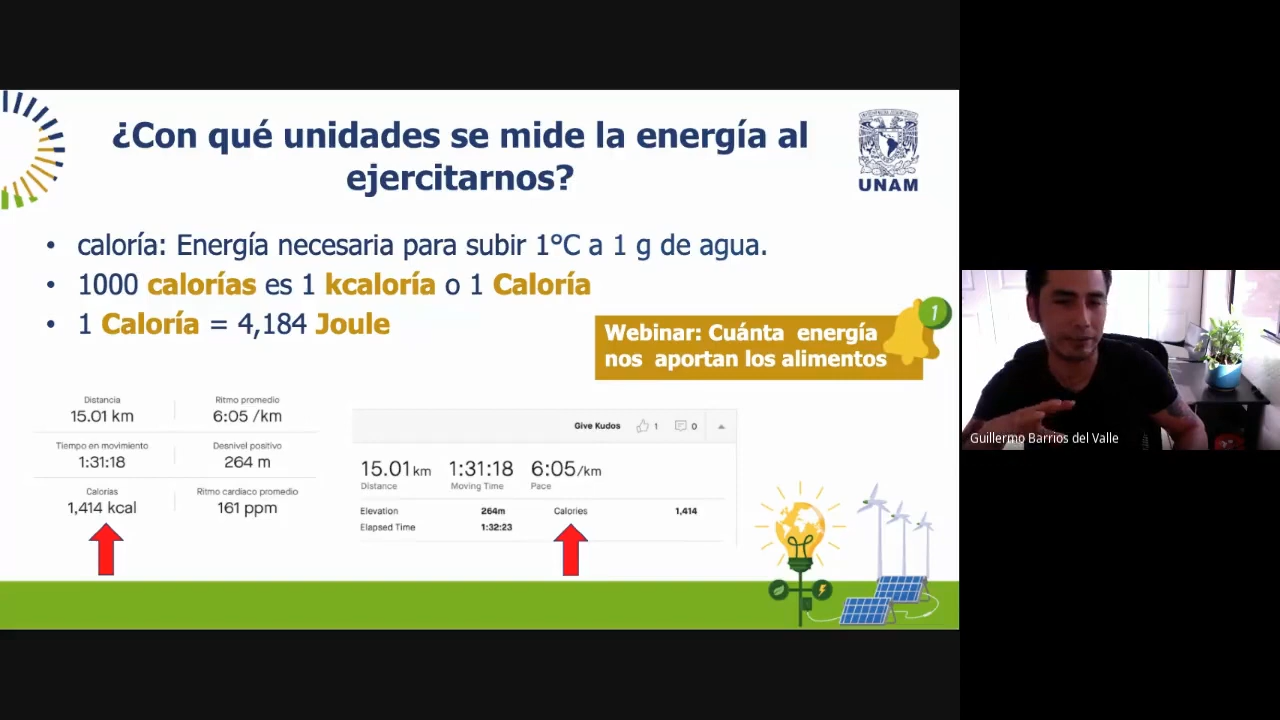 ¿Con qué unidades se mide la energía al
ejercitarnos?
UNAM
• caloría: Energía necesaria para subir 1°C a 1 g de agua.
• 1000 calorías es 1 kcaloría o 1 Caloría
• 1 Caloría = 4,184 Joule
Webinar: Cuánta energía
nos aportan los alimentos
1
Distancia
15.01 km
Ritmo promedio
6:05 /km
Tiempo en movimiento
1:31:18
Desnivel positivo
264 m
Calorías
1,414 kcal
Ritmo cardiaco promedio
161 ppm
Give Kudos 1 0
15.01 km 1:31:18 6:05/km
Distance Moving Time Pace
Elevation 264m Calories 1,414
Elapsed Time 1:32:23
Guillermo Barrios del Valle